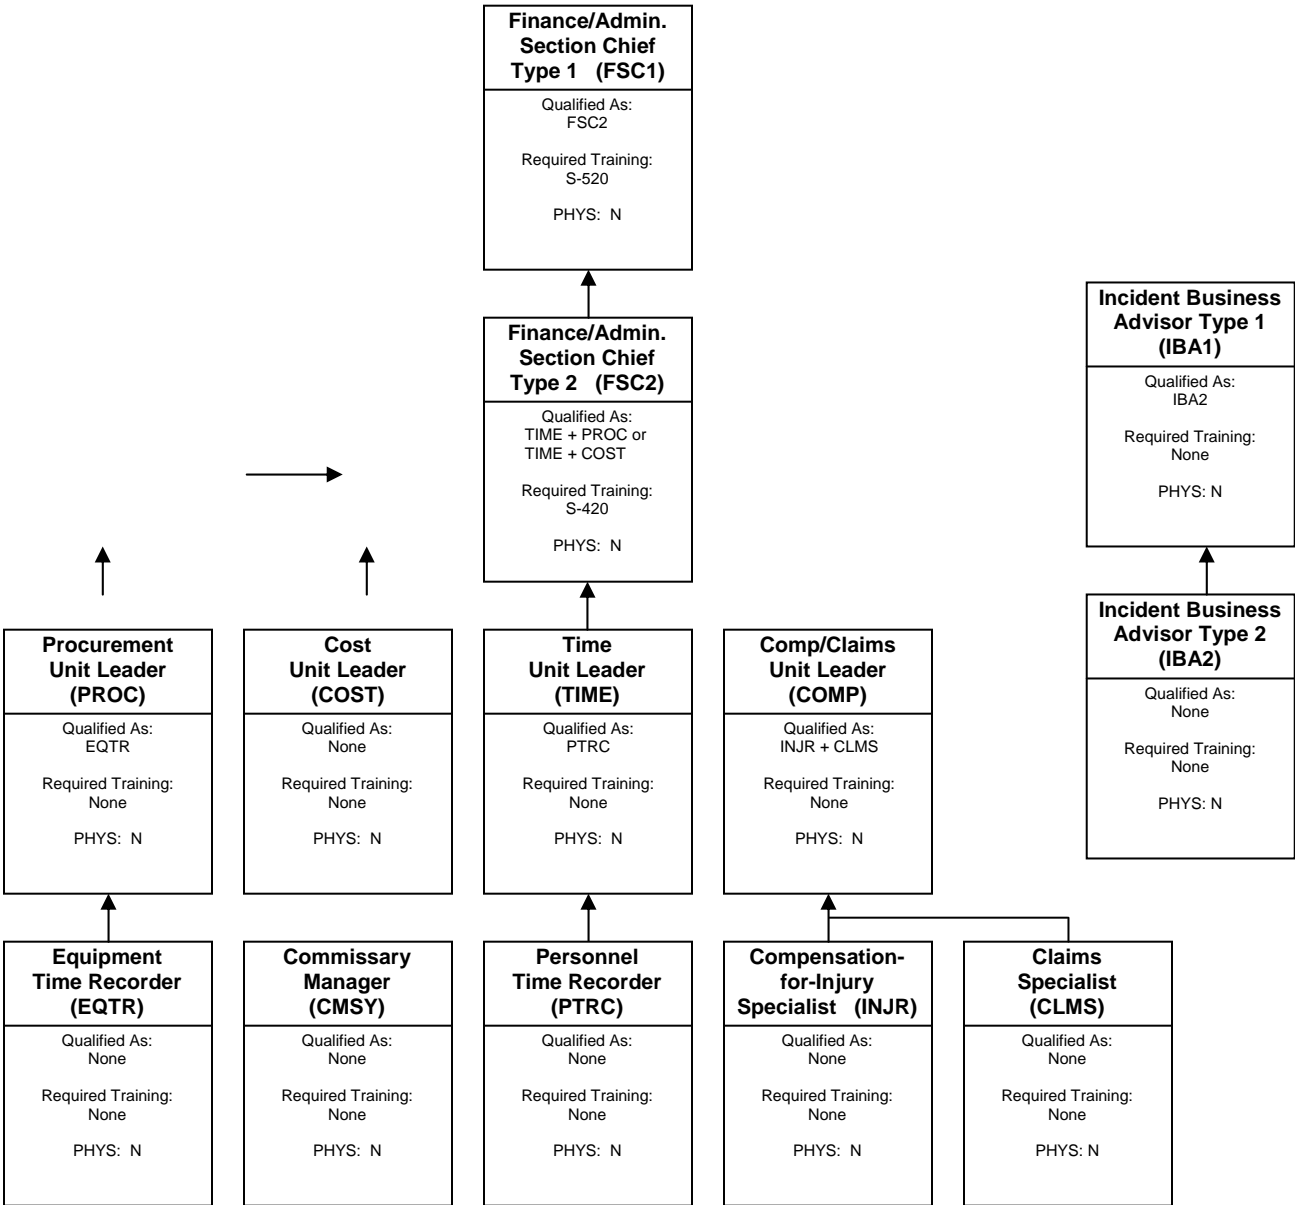 Finance/Admin.
Section Chief
Type 1 (FSC1)
Qualified As:
FSC2
Required Training:
S-520
PHYS: N
Finance/Admin.
Section Chief
Type 2 (FSC2)
Qualified As:
TIME + PROC or
TIME + COST
Required Training:
S-420
PHYS: N
Incident Business
Advisor Type 1
(IBA1)
Qualified As:
IBA2
Required Training:
None
PHYS: N
Procurement
Unit Leader
(PROC)
Qualified As:
EQTR
Required Training:
None
PHYS: N
Cost
Unit Leader
(COST)
Qualified As:
None
Required Training:
None
PHYS: N
Time
Unit Leader
(TIME)
Qualified As:
PTRC
Required Training:
None
PHYS: N
Comp/Claims
Unit Leader
(COMP)
Qualified As:
INJR + CLMS
Required Training:
None
PHYS: N
Incident Business
Advisor Type 2
(IBA2)
Qualified As:
None
Required Training:
None
PHYS: N
Equipment
Time Recorder
(EQTR)
Qualified As:
None
Required Training:
None
PHYS: N
Commissary
Manager
(CMSY)
Qualified As:
None
Required Training:
None
PHYS: N
Personnel
Time Recorder
(PTRC)
Qualified As:
None
Required Training:
None
PHYS: N
Compensation-
for-Injury
Specialist (INJR)
Qualified As:
None
Required Training:
None
PHYS: N
Claims
Specialist
(CLMS)
Qualified As:
None
Required Training:
None
PHYS: N